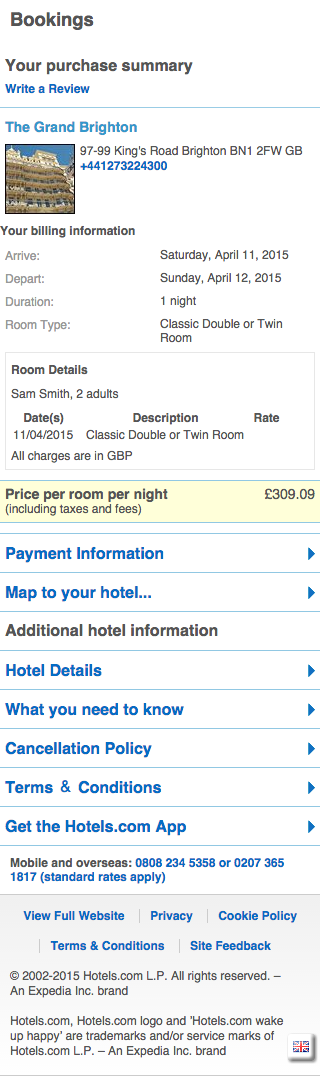 Bookings
Your purchase summary
Write a Review
The Grand Brighton
97-99 King's Road Brighton BN1 2FW GB
+441273224300
Your billing information
Arrive: Saturday, April 11, 2015
Depart: Sunday, April 12, 2015
Duration: 1 night
Room Type: Classic Double or Twin
Room
Room Details
Sam Smith, 2 adults
Date(s) Description Rate
11/04/2015 Classic Double or Twin Room
All charges are in GBP
Price per room per night £309.09
(including taxes and fees)
Payment Information
Map to your hotel...
Additional hotel information
Hotel Details
What you need to know
Cancellation Policy
Terms & Conditions
Get the Hotels.com App
Mobile and overseas: 0808 234 5358 or 0207 365
1817 (standard rates apply)
View Full Website Privacy Cookie Policy
Terms & Conditions Site Feedback
© 2002-2015 Hotels.com L.P. All rights reserved. –
An Expedia Inc. brand
Hotels.com, Hotels.com logo and 'Hotels.com wake
up happy' are trademarks and/or service marks of
Hotels.com L.P. – An Expedia Inc. brand